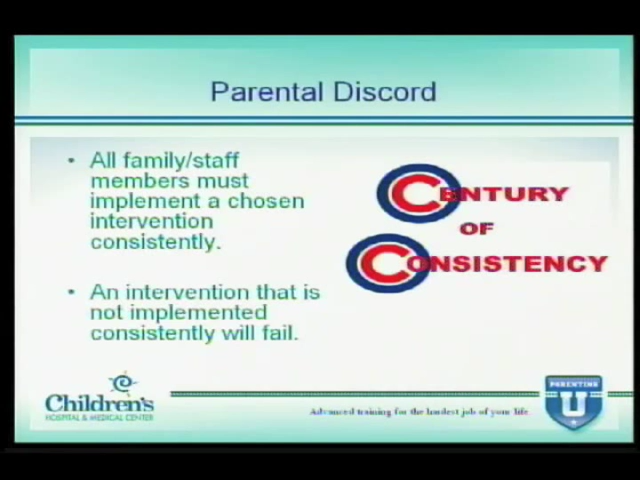 Parental Discord
• All family/staff
members must
implement a chosen
intervention
consistently.
• An intervention that is
not implemented
consistently will fail.
CENTURY
OF
CONSISTENCY
Children's
HOSPITAL & MEDICAL CENTER
Advanced training for the hardest job of your life.
PARENTING
U